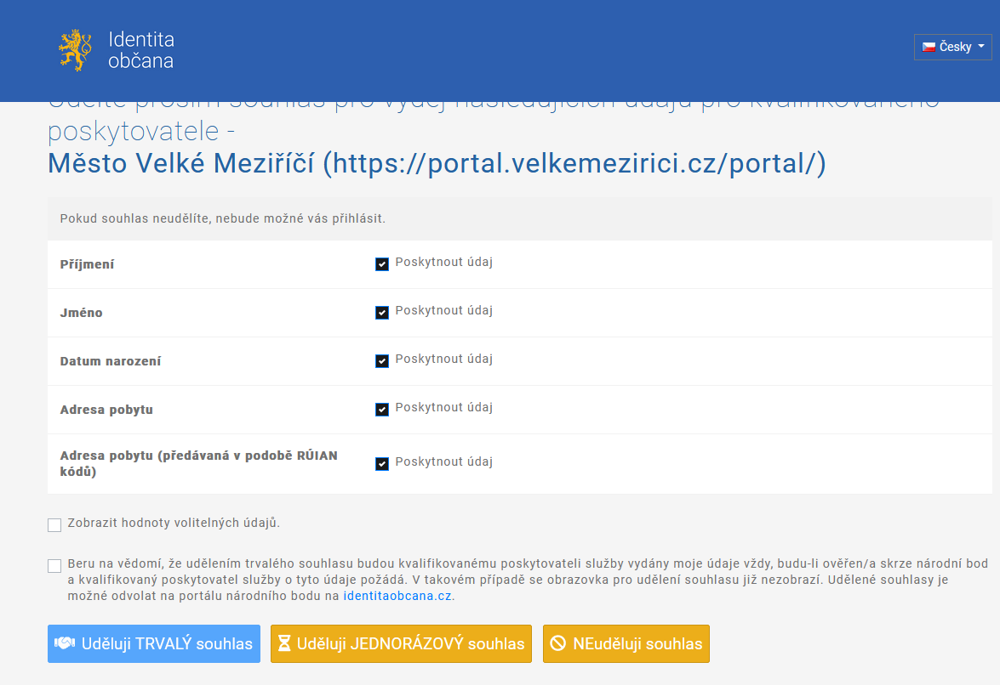 Identita
občana
Česky
Udělte prosím souhlas pro výdej následujících údajů pro kvalifikovaného
poskytovatele -
Město Velké Meziříčí (https://portal.velkemezirici.cz/portal/)
Pokud souhlas neudělíte, nebude možné vás přihlásit.
Příjmení Poskytnout údaj
Jméno Poskytnout údaj
Datum narození Poskytnout údaj
Adresa pobytu Poskytnout údaj
Adresa pobytu (předávaná v podobě RÚIAN
kódů) Poskytnout údaj
Zobrazit hodnoty volitelných údajů.
Beru na vědomí, že udělením trvalého souhlasu budou kvalifikovanému poskytovateli služby vydány moje údaje vždy, budu-li ověřen/a skrze národní bod
a kvalifikovaný poskytovatel služby o tyto údaje požádá. V takovém případě se obrazovka pro udělení souhlasu již nezobrazí. Udělené souhlasy je
možné odvolat na portálu národního bodu na identitaobcana.cz.
Uděluji TRVALÝ souhlas
Uděluji JEDNORÁZOVÝ souhlas
NEuděluji souhlas